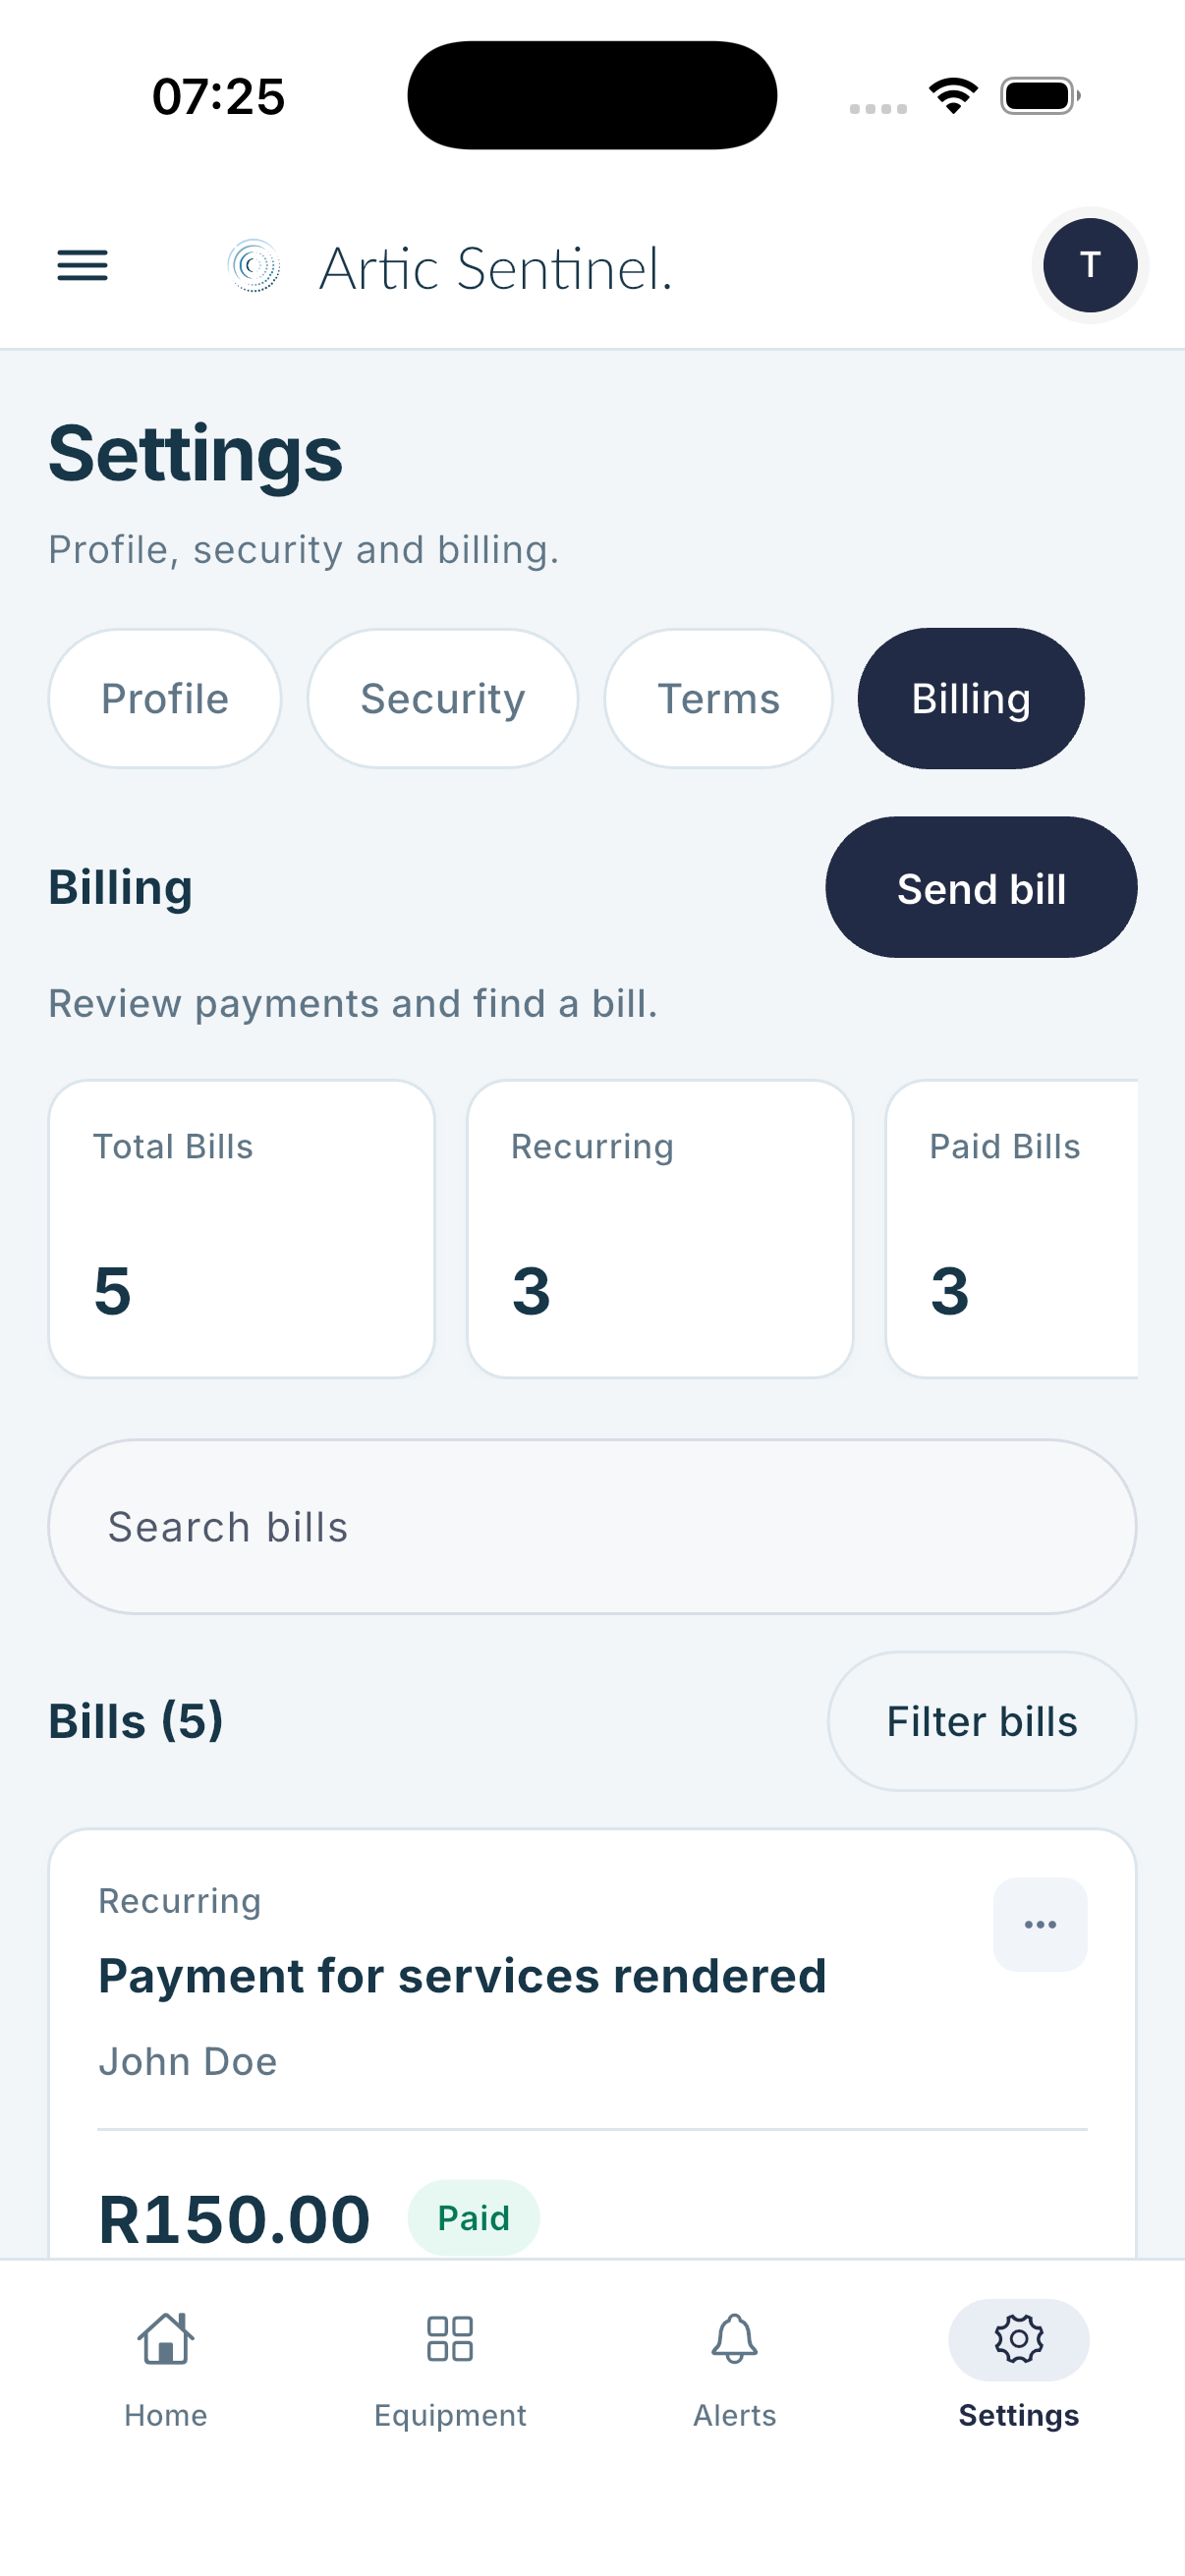 07:25
Artic Sentinel.
T
Settings
Profile, security and billing.
Profile
Security
Terms
Billing
Billing
Send bill
Review payments and find a bill.
Total Bills
Recurring
Paid Bills
5
3
3
Search bills
Bills (5)
Filter bills
Recurring
Payment for services rendered
John Doe
R150.00
Paid
Home
Equipment
Alerts
Settings